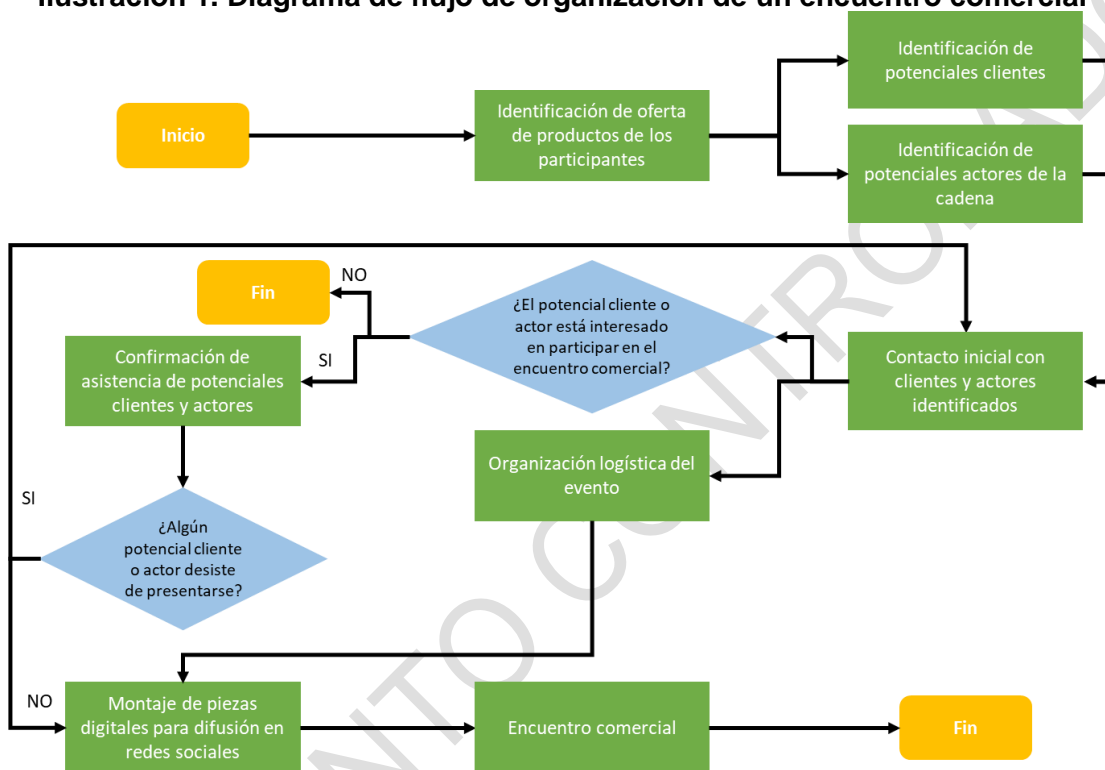 Ilustración 1. Diagrama de flujo de organización de un encuentro comercial
Identificación de
potenciales clientes
Inicio
Identificación de oferta
de productos de los
participantes
Identificación de
potenciales actores de la
cadena
Fin
NO
¿El potencial cliente o
actor está interesado
en participar en el
encuentro comercial?
Confirmación de
asistencia de potenciales
clientes y actores
SI
Contacto inicial con
clientes y actores
identificados
Organización logística del
evento
SI
¿Algún
potencial cliente
o actor desiste
de presentarse?
NO
Montaje de piezas
digitales para difusión en
redes sociales
Encuentro comercial
Fin